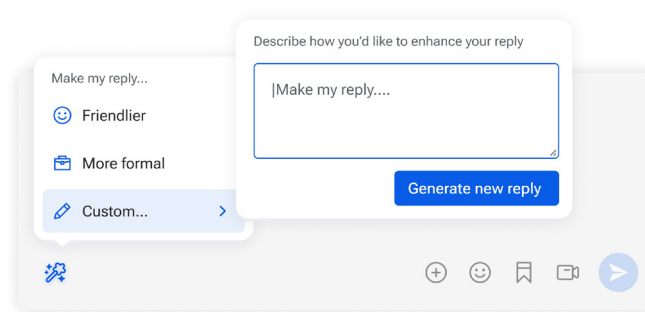 Describe how you'd like to enhance your reply
Make my reply...
|Make my reply....
Friendlier
More formal
Generate new reply
Custom...